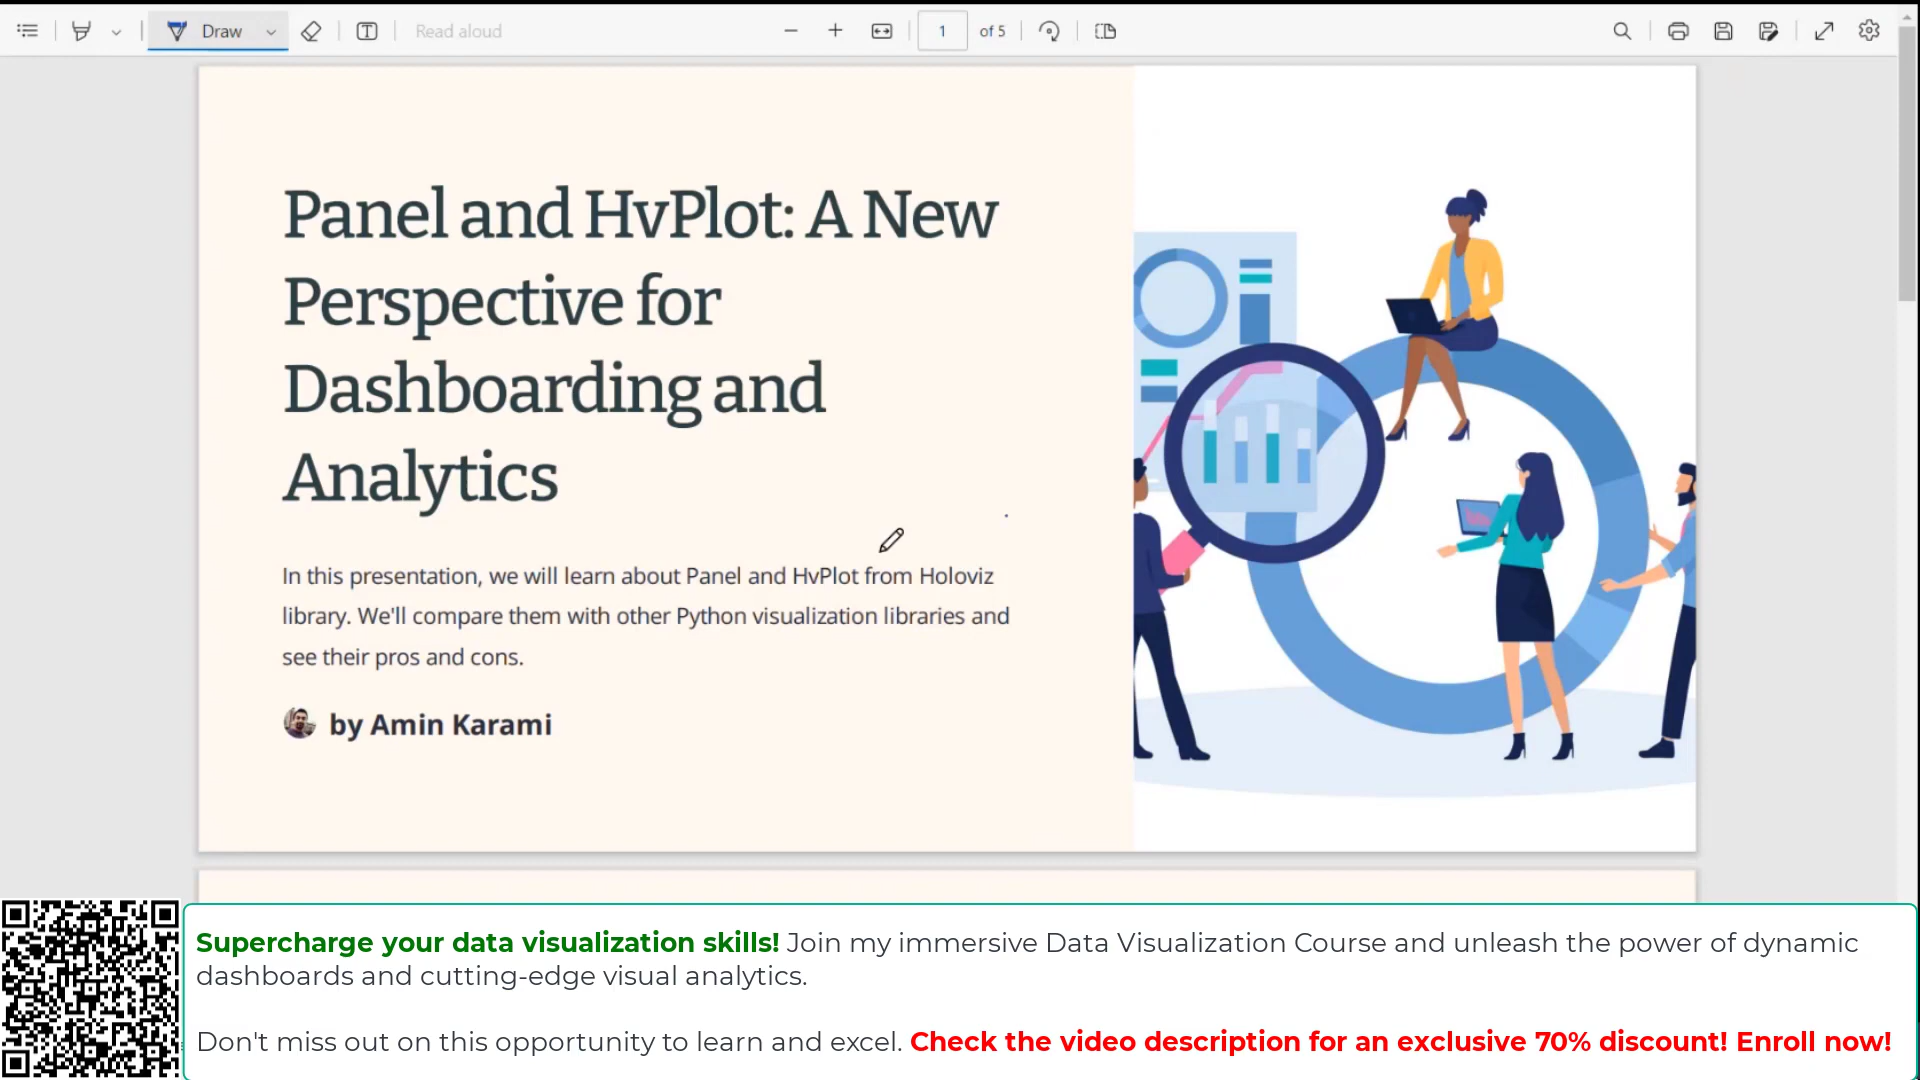 Draw
Read aloud
1 of 5
Panel and HvPlot: A New
Perspective for
Dashboarding and
Analytics
In this presentation, we will learn about Panel and HvPlot from Holoviz
library. We'll compare them with other Python visualization libraries and
see their pros and cons.
by Amin Karami
Supercharge your data visualization skills! Join my immersive Data Visualization Course and unleash the power of dynamic
dashboards and cutting-edge visual analytics.
Don't miss out on this opportunity to learn and excel. Check the video description for an exclusive 70% discount! Enroll now!